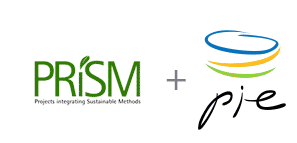 PRiSM
Projects integrating Sustainable Methods
+
pie